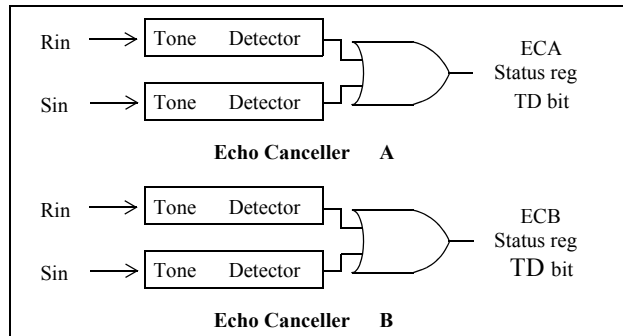 Rin Tone Detector
ECA
Status reg
TD bit
Sin Tone Detector
Echo Canceller A
Rin Tone Detector
ECB
Status reg
TD bit
Sin Tone Detector
Echo Canceller B